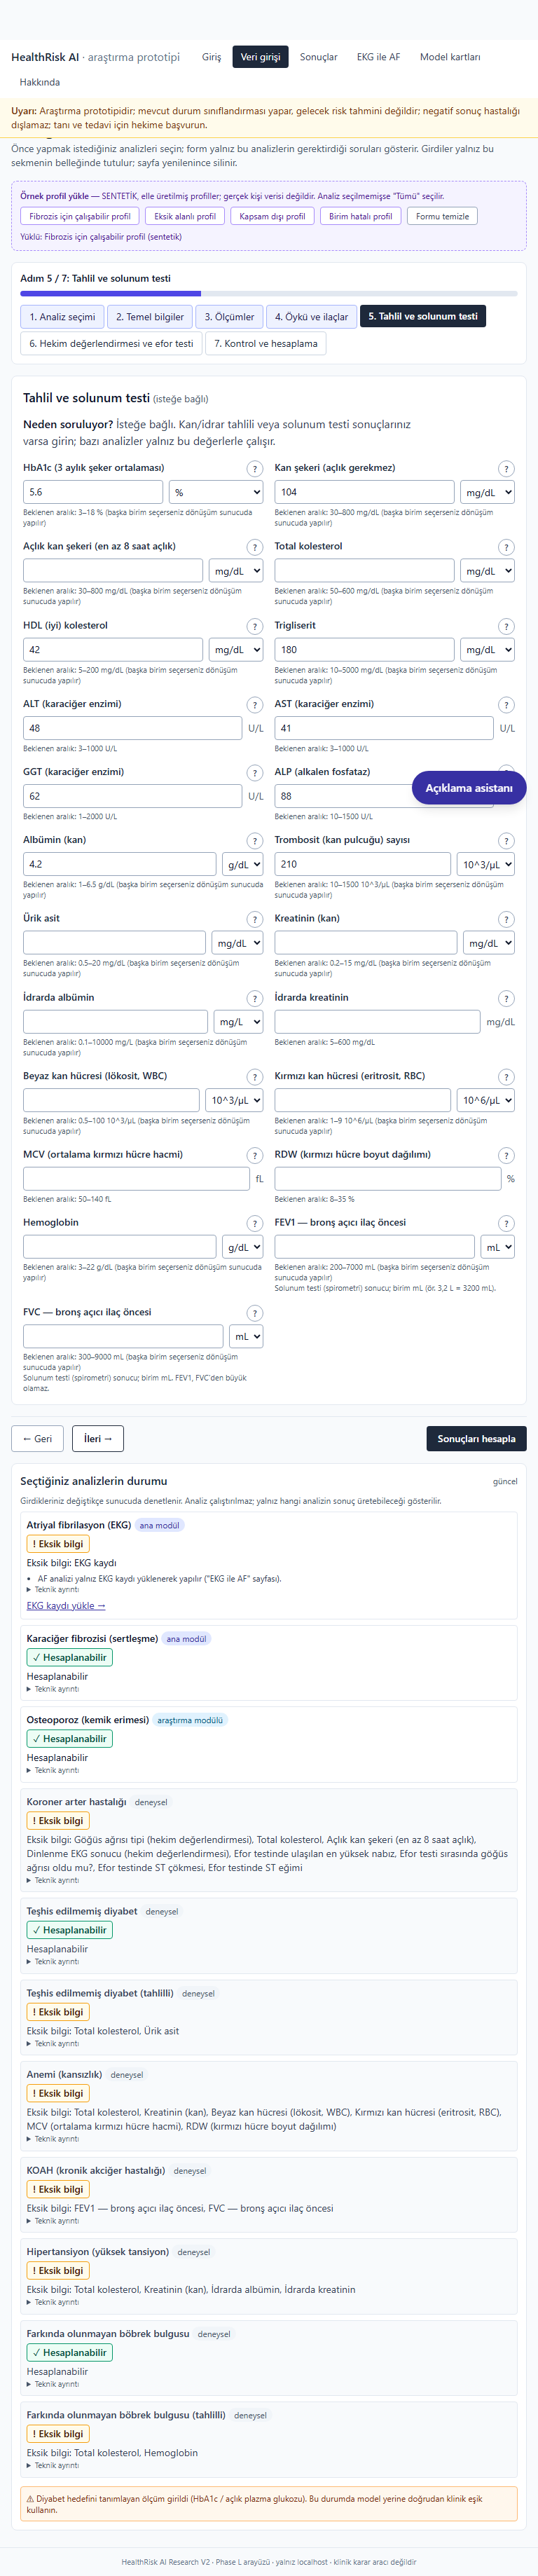 HealthRisk AI · araştırma prototipi
Giriş
Veri girişi
Sonuçlar
EKG ile AF
Model kartları
Hakkında
Uyarı: Araştırma prototipidir; mevcut durum sınıflandırması yapar, gelecek risk tahmini değildir; negatif sonuç hastalığı
dışlamaz; tanı ve tedavi için hekime başvurun.
Önce yapmak istediğiniz analizleri seçin; form yalnız bu analizlerin gerektirdiği soruları gösterir. Girdiler yalnız bu
sekmenin belleğinde tutulur; sayfa yenilenince silinir.
Örnek profil yükle — SENTETİK, elle üretilmiş profiller; gerçek kişi verisi değildir. Analiz seçilmemişse "Tümü" seçilir.
Fibrozis için çalışabilir profil
Eksik alanlı profil
Kapsam dışı profil
Birim hatalı profil
Formu temizle
Yüklü: Fibrozis için çalışabilir profil (sentetik)
Adım 5 / 7: Tahlil ve solunum testi
1. Analiz seçimi
2. Temel bilgiler
3. Ölçümler
4. Öykü ve ilaçlar
5. Tahlil ve solunum testi
6. Hekim değerlendirmesi ve efor testi
7. Kontrol ve hesaplama
Tahlil ve solunum testi (isteğe bağlı)
Neden soruluyor? İsteğe bağlı. Kan/idrar tahlili veya solunum testi sonuçlarınız
varsa girin; bazı analizler yalnız bu değerlerle çalışır.
HbA1c (3 aylık şeker ortalaması)
?
5.6
%
Beklenen aralık: 3–18 % (başka birim seçerseniz dönüşüm sunucuda
yapılır)
Kan şekeri (açlık gerekmez)
?
104
mg/dL
Beklenen aralık: 30–800 mg/dL (başka birim seçerseniz dönüşüm
sunucuda yapılır)
Açlık kan şekeri (en az 8 saat açlık)
?
mg/dL
Beklenen aralık: 30–800 mg/dL (başka birim seçerseniz dönüşüm
sunucuda yapılır)
Total kolesterol
?
mg/dL
Beklenen aralık: 50–600 mg/dL (başka birim seçerseniz dönüşüm
sunucuda yapılır)
HDL (iyi) kolesterol
?
42
mg/dL
Beklenen aralık: 5–200 mg/dL (başka birim seçerseniz dönüşüm
sunucuda yapılır)
Trigliserit
?
180
mg/dL
Beklenen aralık: 10–5000 mg/dL (başka birim seçerseniz dönüşüm
sunucuda yapılır)
ALT (karaciğer enzimi)
?
48
U/L
Beklenen aralık: 3–1000 U/L
AST (karaciğer enzimi)
?
41
U/L
Beklenen aralık: 3–1000 U/L
GGT (karaciğer enzimi)
?
62
U/L
Beklenen aralık: 1–2000 U/L
ALP (alkalen fosfataz)
88
Beklenen aralık: 10–1500 U/L
Açıklama asistanı
Albümin (kan)
?
4.2
g/dL
Beklenen aralık: 1–6.5 g/dL (başka birim seçerseniz dönüşüm sunucuda
yapılır)
Trombosit (kan pulcuğu) sayısı
?
210
10^3/µL
Beklenen aralık: 10–1500 10^3/µL (başka birim seçerseniz dönüşüm
sunucuda yapılır)
Ürik asit
?
mg/dL
Beklenen aralık: 0.5–20 mg/dL (başka birim seçerseniz dönüşüm
sunucuda yapılır)
Kreatinin (kan)
?
mg/dL
Beklenen aralık: 0.2–15 mg/dL (başka birim seçerseniz dönüşüm
sunucuda yapılır)
İdrarda albümin
?
mg/L
Beklenen aralık: 0.1–10000 mg/L (başka birim seçerseniz dönüşüm
sunucuda yapılır)
İdrarda kreatinin
?
mg/dL
Beklenen aralık: 5–600 mg/dL
Beyaz kan hücresi (lökosit, WBC)
?
10^3/µL
Beklenen aralık: 0.5–100 10^3/µL (başka birim seçerseniz dönüşüm
sunucuda yapılır)
Kırmızı kan hücresi (eritrosit, RBC)
?
10^6/µL
Beklenen aralık: 1–9 10^6/µL (başka birim seçerseniz dönüşüm
sunucuda yapılır)
MCV (ortalama kırmızı hücre hacmi)
?
fL
Beklenen aralık: 50–140 fL
RDW (kırmızı hücre boyut dağılımı)
?
%
Beklenen aralık: 8–35 %
Hemoglobin
?
g/dL
Beklenen aralık: 3–22 g/dL (başka birim seçerseniz dönüşüm sunucuda
yapılır)
FEV1 — bronş açıcı ilaç öncesi
?
mL
Beklenen aralık: 200–7000 mL (başka birim seçerseniz dönüşüm
sunucuda yapılır)
Solunum testi (spirometri) sonucu; birim mL (ör. 3,2 L = 3200 mL).
FVC — bronş açıcı ilaç öncesi
?
mL
Beklenen aralık: 300–9000 mL (başka birim seçerseniz dönüşüm
sunucuda yapılır)
Solunum testi (spirometri) sonucu; birim mL. FEV1, FVC'den büyük
olamaz.
← Geri
İleri →
Sonuçları hesapla
Seçtiğiniz analizlerin durumu
güncel
Girdikleriniz değiştikçe sunucuda denetlenir. Analiz çalıştırılmaz; yalnız hangi analizin sonuç üretebileceği gösterilir.
Atriyal fibrilasyon (EKG) ana modül
! Eksik bilgi
Eksik bilgi: EKG kaydı
• AF analizi yalnız EKG kaydı yüklenerek yapılır ("EKG ile AF" sayfası).
▶ Teknik ayrıntı
EKG kaydı yükle →
Karaciğer fibrozisi (sertleşme) ana modül
✓ Hesaplanabilir
Hesaplanabilir
▶ Teknik ayrıntı
Osteoporoz (kemik erimesi) araştırma modülü
✓ Hesaplanabilir
Hesaplanabilir
▶ Teknik ayrıntı
Koroner arter hastalığı deneysel
! Eksik bilgi
Eksik bilgi: Göğüs ağrısı tipi (hekim değerlendirmesi), Total kolesterol, Açlık kan şekeri (en az 8 saat açlık),
Dinlenme EKG sonucu (hekim değerlendirmesi), Efor testinde ulaşılan en yüksek nabız, Efor testi sırasında göğüs
ağrısı oldu mu?, Efor testinde ST çökmesi, Efor testinde ST eğimi
▶ Teknik ayrıntı
Teşhis edilmemiş diyabet deneysel
✓ Hesaplanabilir
Hesaplanabilir
▶ Teknik ayrıntı
Teşhis edilmemiş diyabet (tahlilli) deneysel
! Eksik bilgi
Eksik bilgi: Total kolesterol, Ürik asit
▶ Teknik ayrıntı
Anemi (kansızlık) deneysel
! Eksik bilgi
Eksik bilgi: Total kolesterol, Kreatinin (kan), Beyaz kan hücresi (lökosit, WBC), Kırmızı kan hücresi (eritrosit, RBC),
MCV (ortalama kırmızı hücre hacmi), RDW (kırmızı hücre boyut dağılımı)
▶ Teknik ayrıntı
KOAH (kronik akciğer hastalığı) deneysel
! Eksik bilgi
Eksik bilgi: FEV1 — bronş açıcı ilaç öncesi, FVC — bronş açıcı ilaç öncesi
▶ Teknik ayrıntı
Hipertansiyon (yüksek tansiyon) deneysel
! Eksik bilgi
Eksik bilgi: Total kolesterol, Kreatinin (kan), İdrarda albümin, İdrarda kreatinin
▶ Teknik ayrıntı
Farkında olunmayan böbrek bulgusu deneysel
✓ Hesaplanabilir
Hesaplanabilir
▶ Teknik ayrıntı
Farkında olunmayan böbrek bulgusu (tahlilli) deneysel
! Eksik bilgi
Eksik bilgi: Total kolesterol, Hemoglobin
▶ Teknik ayrıntı
⚠ Diyabet hedefini tanımlayan ölçüm girildi (HbA1c / açlık plazma glukozu). Bu durumda model yerine doğrudan klinik eşik
kullanın.
HealthRisk AI Research V2 · Phase L arayüzü · yalnız localhost · klinik karar aracı değildir